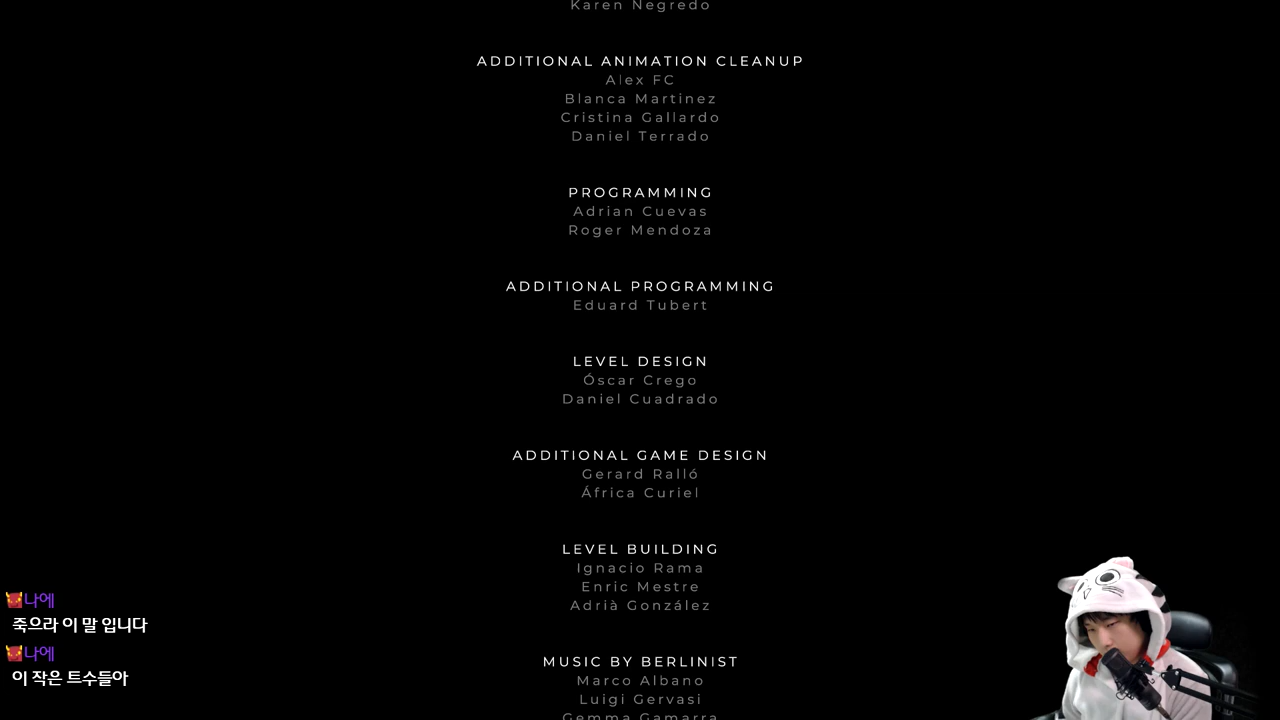 Karen Negredo
ADDITIONAL ANIMATION CLEANUP
Alex FC
Blanca Martinez
Cristina Gallardo
Daniel Terrado
PROGRAMMING
Adrian Cuevas
Roger Mendoza
ADDITIONAL PROGRAMMING
Eduard Tubert
LEVEL DESIGN
Óscar Crego
Daniel Cuadrado
ADDITIONAL GAME DESIGN
Gerard Ralló
África Curiel
LEVEL BUILDING
Ignacio Rama
Enric Mestre
Adrià González
MUSIC BY BERLINIST
Marco Albano
Luigi Gervasi
Gemma Gamarra
나에
죽으라 이 말 입니다
나에
이 작은 트수들아